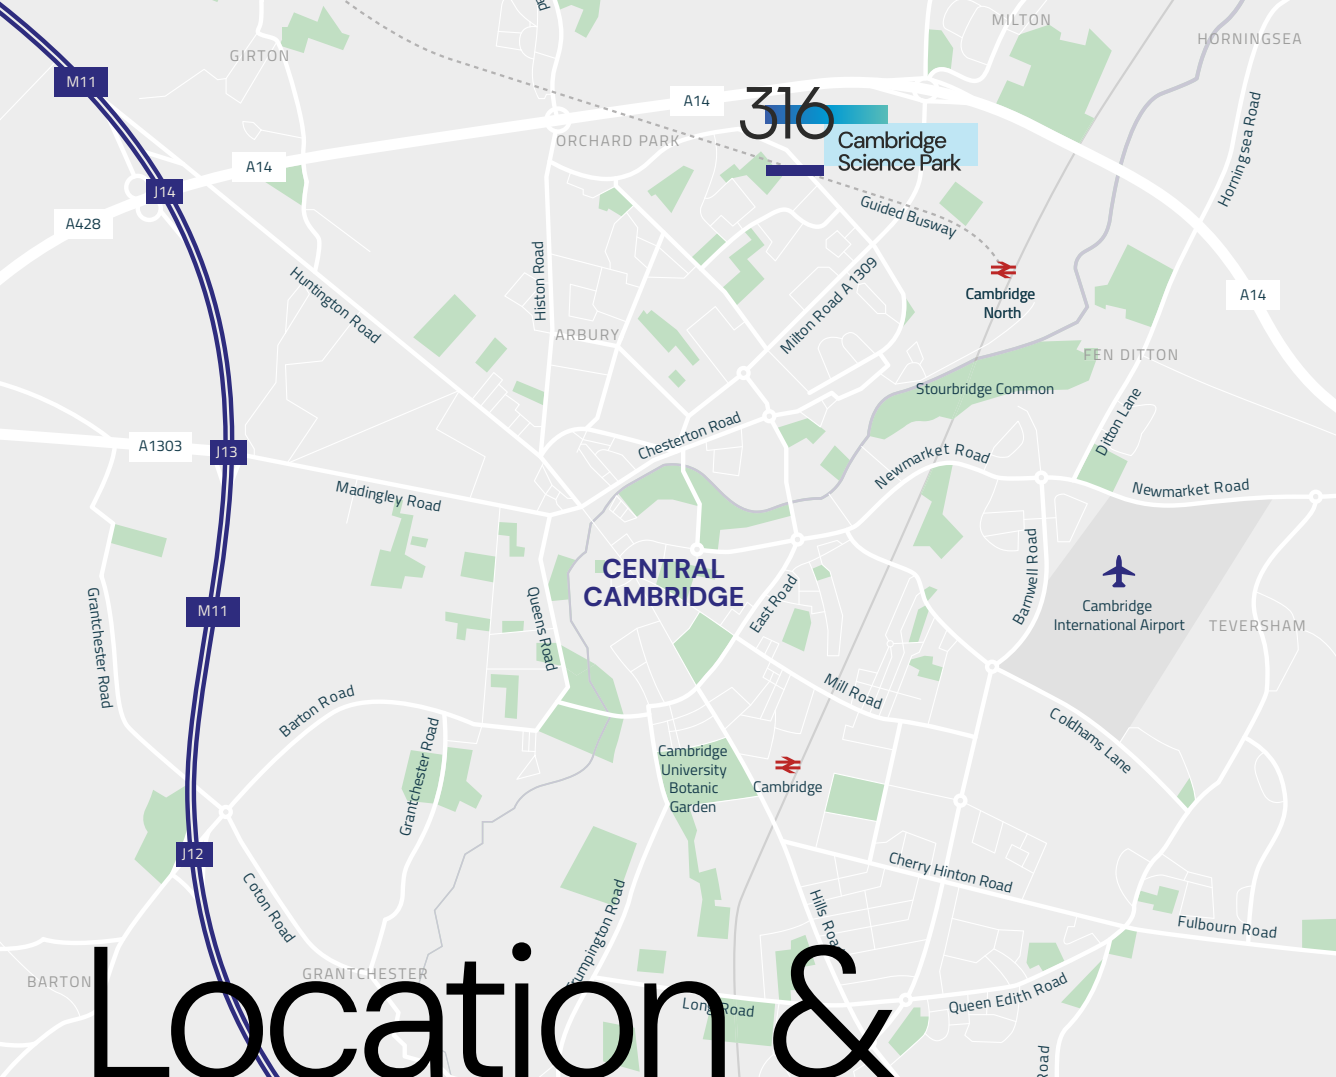 MILTON
HORNINGSEA
GIRTON
M11
A14
316
Cambridge
Science Park
ORCHARD PARK
Horningsea Road
A14
J14
A428
Guided Busway
Huntington Road
Histon Road
Milton Road A1309
Cambridge
North
A14
ARBURY
FEN DITTON
Stourbridge Common
Ditton Lane
Chesterton Road
A1303
J13
Newmarket Road
Newmarket Road
Madingley Road
Barnwell Road
CENTRAL
CAMBRIDGE
East Road
Cambridge
International Airport
TEVERSHAM
M11
Grantchester Road
Queens Road
Mill Road
Barton Road
Coldhams Lane
Grantchester Road
Cambridge
University
Botanic
Garden
Cambridge
J12
Cherry Hinton Road
Coton Road
Hills Road
Fulbourn Road
Trumpington Road
BARTON
GRANTCHESTER
Long Road
Queen Edith Road
Location &
Road